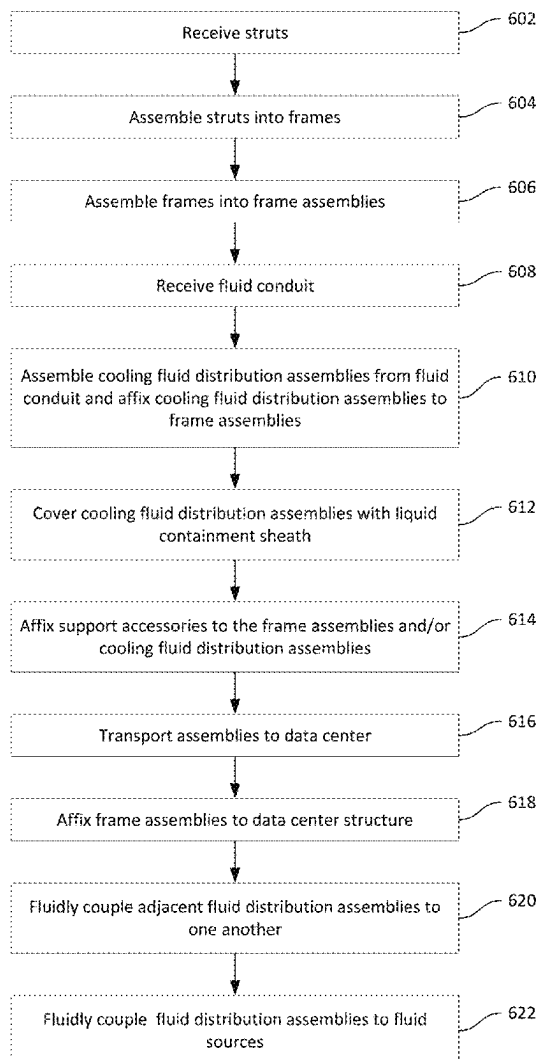 602
Receive struts
604
Assemble struts into frames
606
Assemble frames into frame assemblies
608
Receive fluid conduit
610
Assemble cooling fluid distribution assemblies from fluid
conduit and affix cooling fluid distribution assemblies to
frame assemblies
612
Cover cooling fluid distribution assemblies with liquid
containment sheath
614
Affix support accessories to the frame assemblies and/or
cooling fluid distribution assemblies
616
Transport assemblies to data center
618
Affix frame assemblies to data center structure
620
Fluidly couple adjacent fluid distribution assemblies to
one another
622
Fluidly couple fluid distribution assemblies to fluid
sources